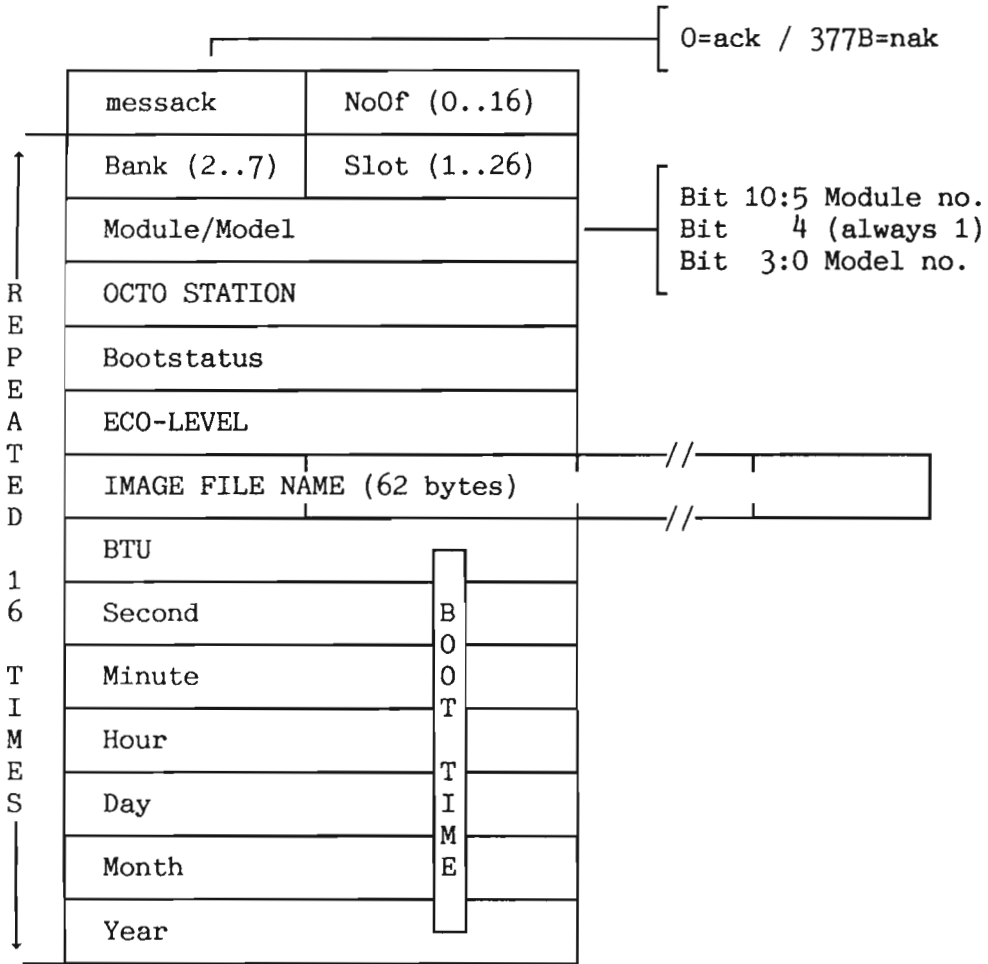 0=ack / 377B=nak
messack NoOf (0..16)
Bank (2..7) Slot (1..26)
Module/Model
Bit 10:5 Module no.
Bit 4 (always 1)
Bit 3:0 Model no.
OCTO STATION
Bootstatus
ECO-LEVEL
IMAGE FILE NAME (62 bytes)
BTU
Second
Minute
Hour
Day
Month
Year
REPEATED 16 TIMES
BOOT TIME